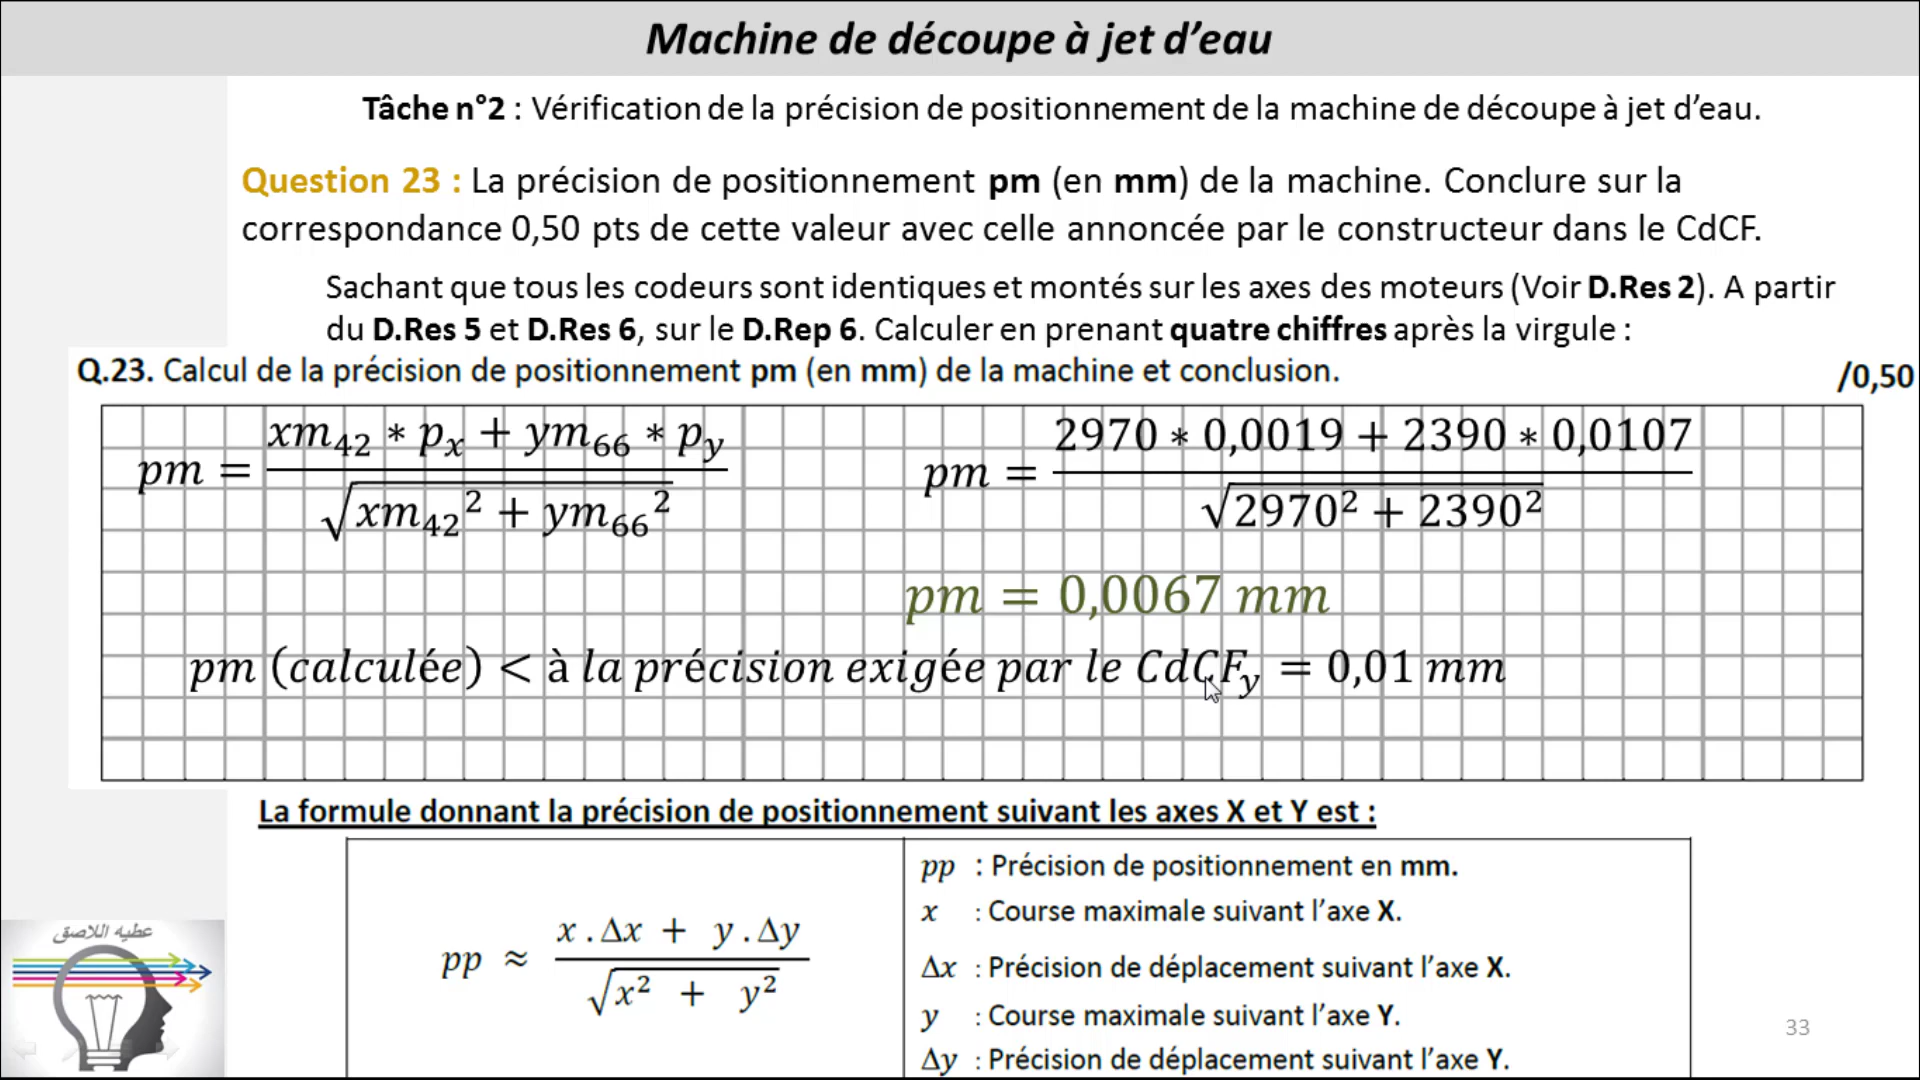 Machine de découpe à jet d’eau
Tâche n°2 : Vérification de la précision de positionnement de la machine de découpe à jet d’eau.
Question 23 : La précision de positionnement pm (en mm) de la machine. Conclure sur la
correspondance 0,50 pts de cette valeur avec celle annoncée par le constructeur dans le CdCF.
Sachant que tous les codeurs sont identiques et montés sur les axes des moteurs (Voir D.Res 2). A partir
du D.Res 5 et D.Res 6, sur le D.Rep 6. Calculer en prenant quatre chiffres après la virgule :
Q.23. Calcul de la précision de positionnement pm (en mm) de la machine et conclusion. /0,50
pm = (xm₄₂ * pₓ + ym₆₆ * p_y) / √(xm₄₂² + ym₆₆²)
pm = (2970 * 0,0019 + 2390 * 0,0107) / √(2970² + 2390²)
pm = 0,0067 mm
pm (calculée) < à la précision exigée par le CdCF_y = 0,01 mm
La formule donnant la précision de positionnement suivant les axes X et Y est :
pp ≈ (x . Δx + y . Δy) / √(x² + y²)
pp : Précision de positionnement en mm.
x : Course maximale suivant l’axe X.
Δx : Précision de déplacement suivant l’axe X.
y : Course maximale suivant l’axe Y.
Δy : Précision de déplacement suivant l’axe Y.
عطيه اللاصق
33